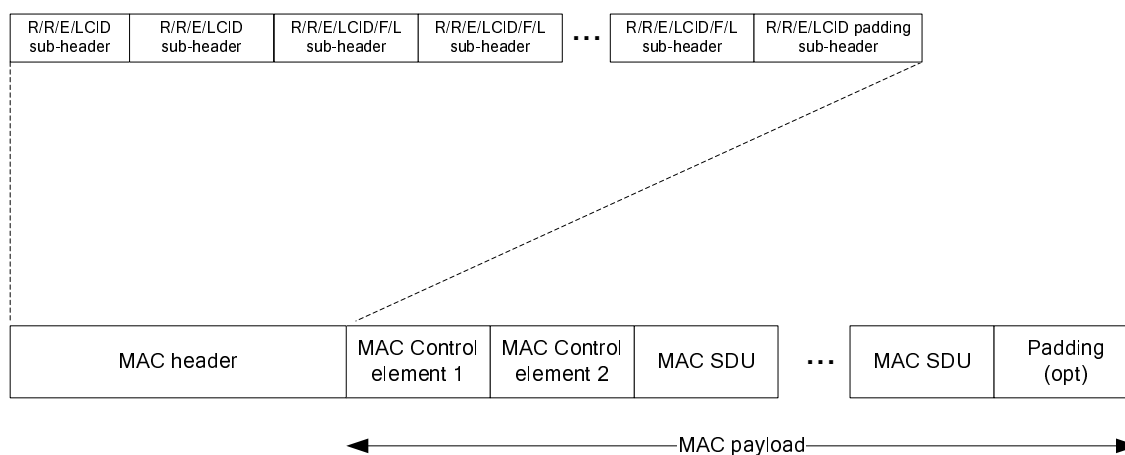 R/R/E/LCID
sub-header
R/R/E/LCID
sub-header
R/R/E/LCID/F/L
sub-header
R/R/E/LCID/F/L
sub-header
...
R/R/E/LCID/F/L
sub-header
R/R/E/LCID padding
sub-header
MAC header
MAC Control
element 1
MAC Control
element 2
MAC SDU
...
MAC SDU
Padding
(opt)
MAC payload